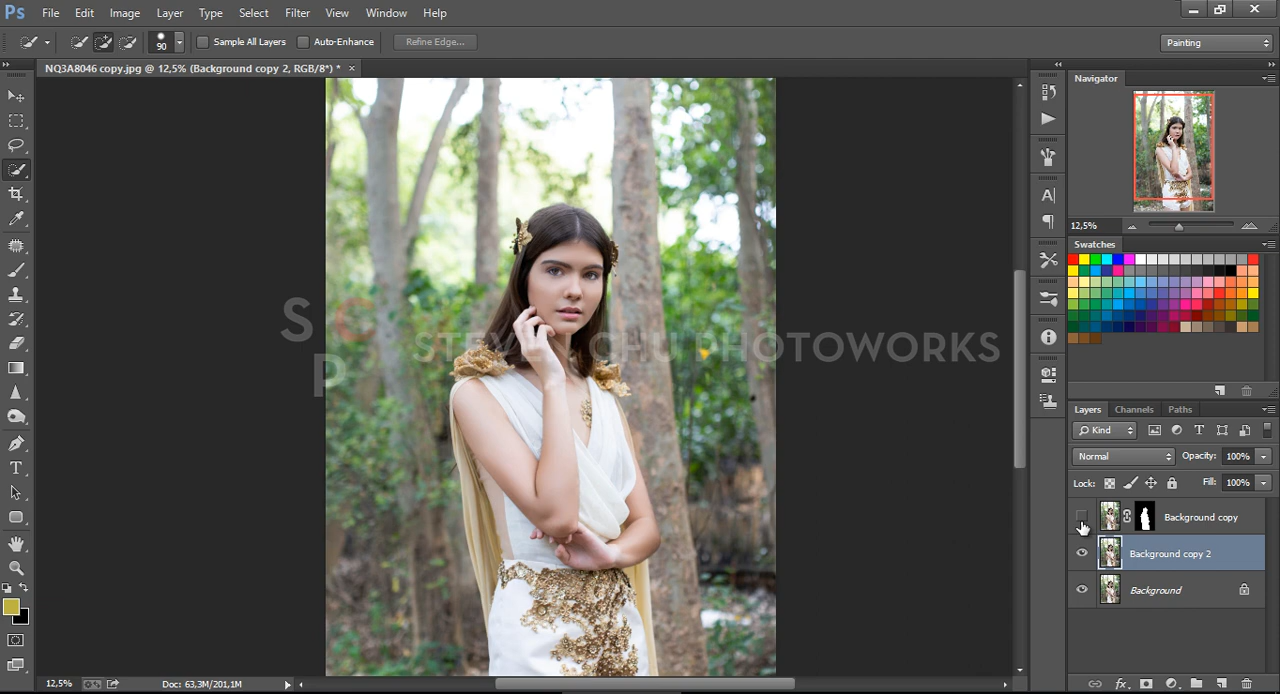 Ps File Edit Image Layer Type Select Filter View Window Help
90 Sample All Layers Auto-Enhance Refine Edge... Painting
NQ3A8046 copy.jpg @ 12,5% (Background copy 2, RGB/8*) * ×
Navigator
12,5%
Swatches
S C P STEVEN CHU PHOTOWORKS
Layers Channels Paths
Kind
Normal Opacity: 100%
Lock: Fill: 100%
Background copy
Background copy 2
Background
12,5% Doc: 63,3M/201,1M